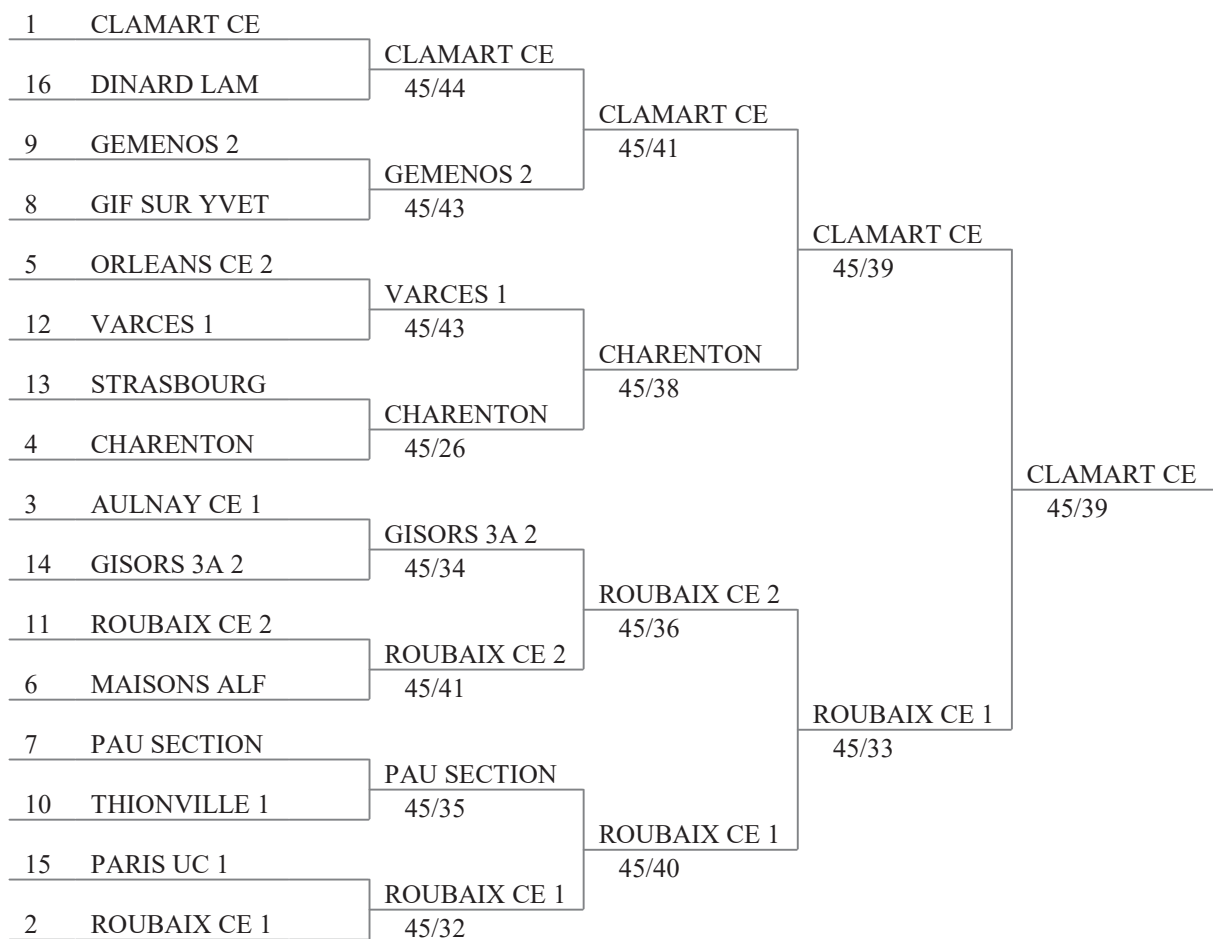 1 CLAMART CE
16 DINARD LAM
9 GEMENOS 2
8 GIF SUR YVET
5 ORLEANS CE 2
12 VARCES 1
13 STRASBOURG
4 CHARENTON
3 AULNAY CE 1
14 GISORS 3A 2
11 ROUBAIX CE 2
6 MAISONS ALF
7 PAU SECTION
10 THIONVILLE 1
15 PARIS UC 1
2 ROUBAIX CE 1
CLAMART CE
45/44
GEMENOS 2
45/43
VARCES 1
45/43
CHARENTON
45/26
GISORS 3A 2
45/34
ROUBAIX CE 2
45/41
PAU SECTION
45/35
ROUBAIX CE 1
45/32
CLAMART CE
45/41
CHARENTON
45/38
ROUBAIX CE 2
45/36
ROUBAIX CE 1
45/40
CLAMART CE
45/39
ROUBAIX CE 1
45/33
CLAMART CE
45/39